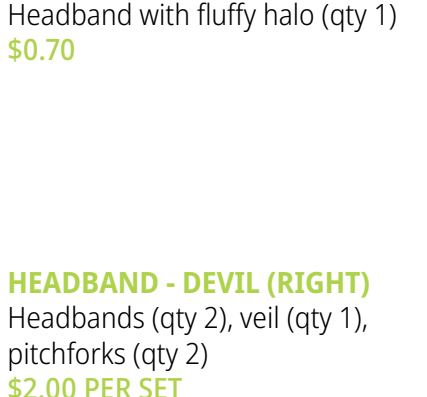 Headband with fluffy halo (qty 1)
$0.70
HEADBAND - DEVIL (RIGHT)
Headbands (qty 2), veil (qty 1),
pitchforks (qty 2)
$2.00 PER SET